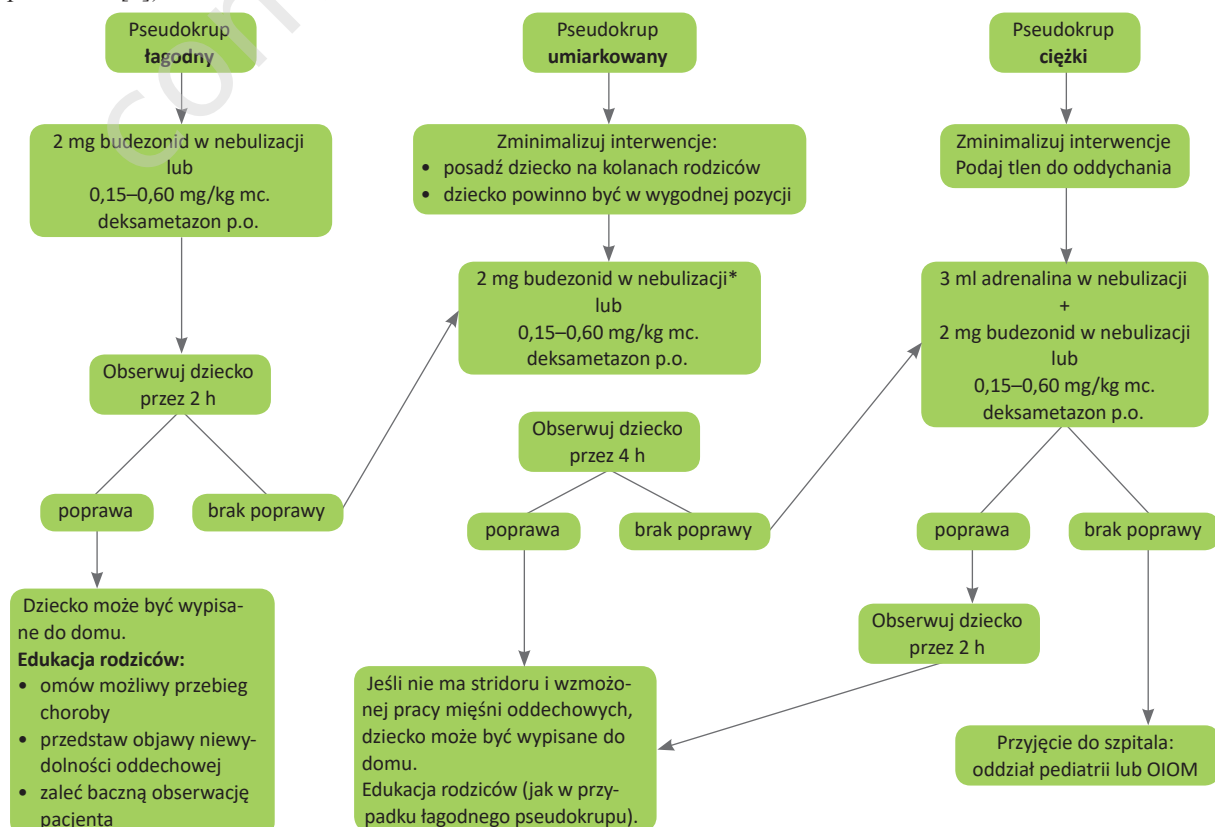 Pseudokrup
łagodny
2 mg budezonid w nebulizacji
lub
0,15–0,60 mg/kg mc.
deksametazon p.o.
Obserwuj dziecko
przez 2 h
poprawa
brak poprawy
Dziecko może być wypisa-
ne do domu.
Edukacja rodziców:
• omów możliwy przebieg
choroby
• przedstaw objawy niewy-
dolności oddechowej
• zaleć baczną obserwację
pacjenta
Pseudokrup
umiarkowany
Zminimalizuj interwencje:
• posadź dziecko na kolanach rodziców
• dziecko powinno być w wygodnej pozycji
2 mg budezonid w nebulizacji*
lub
0,15–0,60 mg/kg mc.
deksametazon p.o.
Obserwuj dziecko
przez 4 h
poprawa
brak poprawy
Jeśli nie ma stridoru i wzmożo-
nej pracy mięśni oddechowych,
dziecko może być wypisane do
domu.
Edukacja rodziców (jak w przy-
padku łagodnego pseudokrupu).
Pseudokrup
ciężki
Zminimalizuj interwencje
Podaj tlen do oddychania
3 ml adrenalina w nebulizacji
+
2 mg budezonid w nebulizacji
lub
0,15–0,60 mg/kg mc.
deksametazon p.o.
poprawa
brak poprawy
Obserwuj dziecko
przez 2 h
Przyjęcie do szpitala:
oddział pediatrii lub OIOM